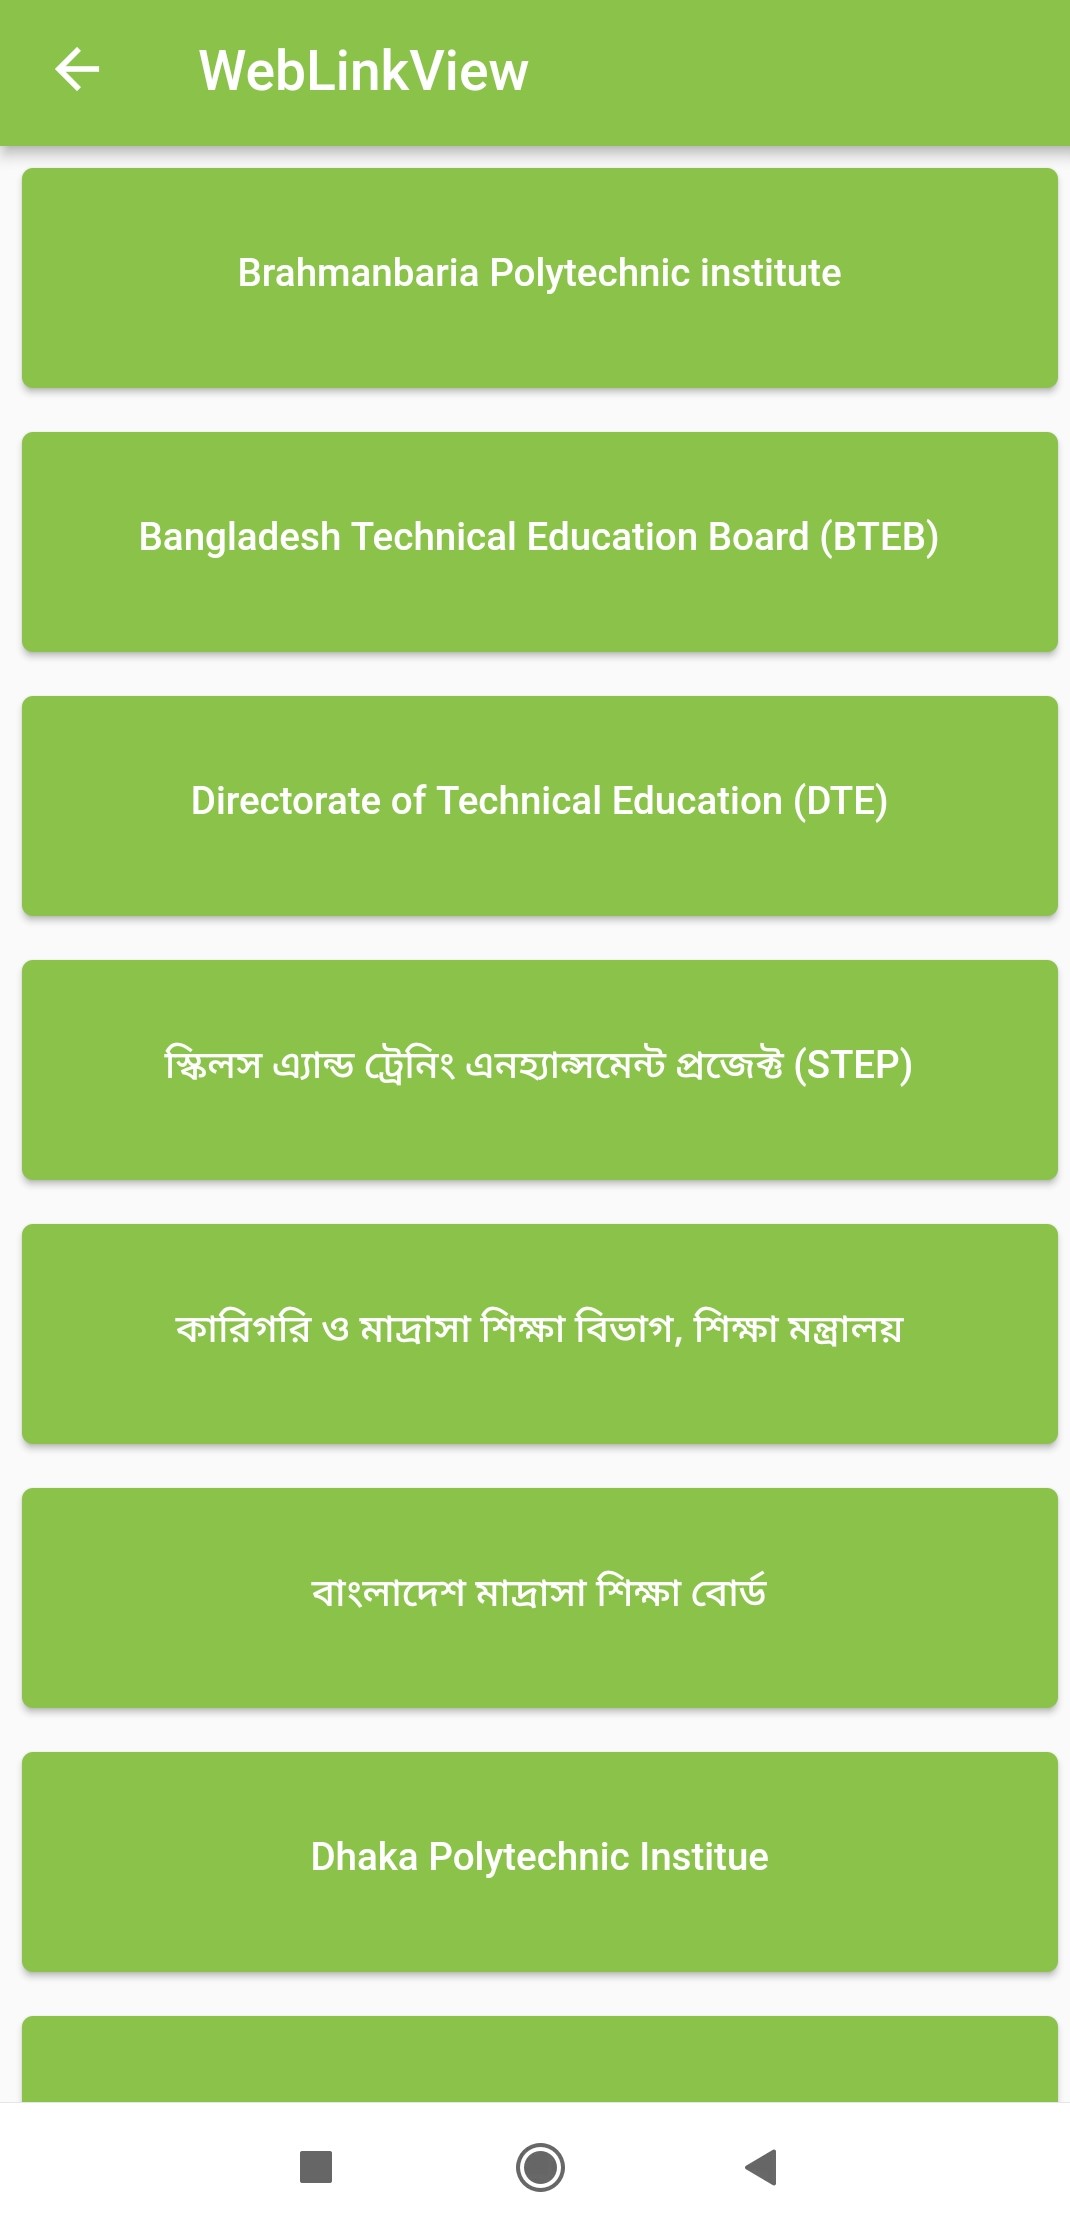 WebLinkView
Brahmanbaria Polytechnic institute
Bangladesh Technical Education Board (BTEB)
Directorate of Technical Education (DTE)
স্কিলস এ্যান্ড ট্রেনিং এনহ্যান্সমেন্ট প্রজেক্ট (STEP)
কারিগরি ও মাদ্রাসা শিক্ষা বিভাগ, শিক্ষা মন্ত্রালয়
বাংলাদেশ মাদ্রাসা শিক্ষা বোর্ড
Dhaka Polytechnic Institue